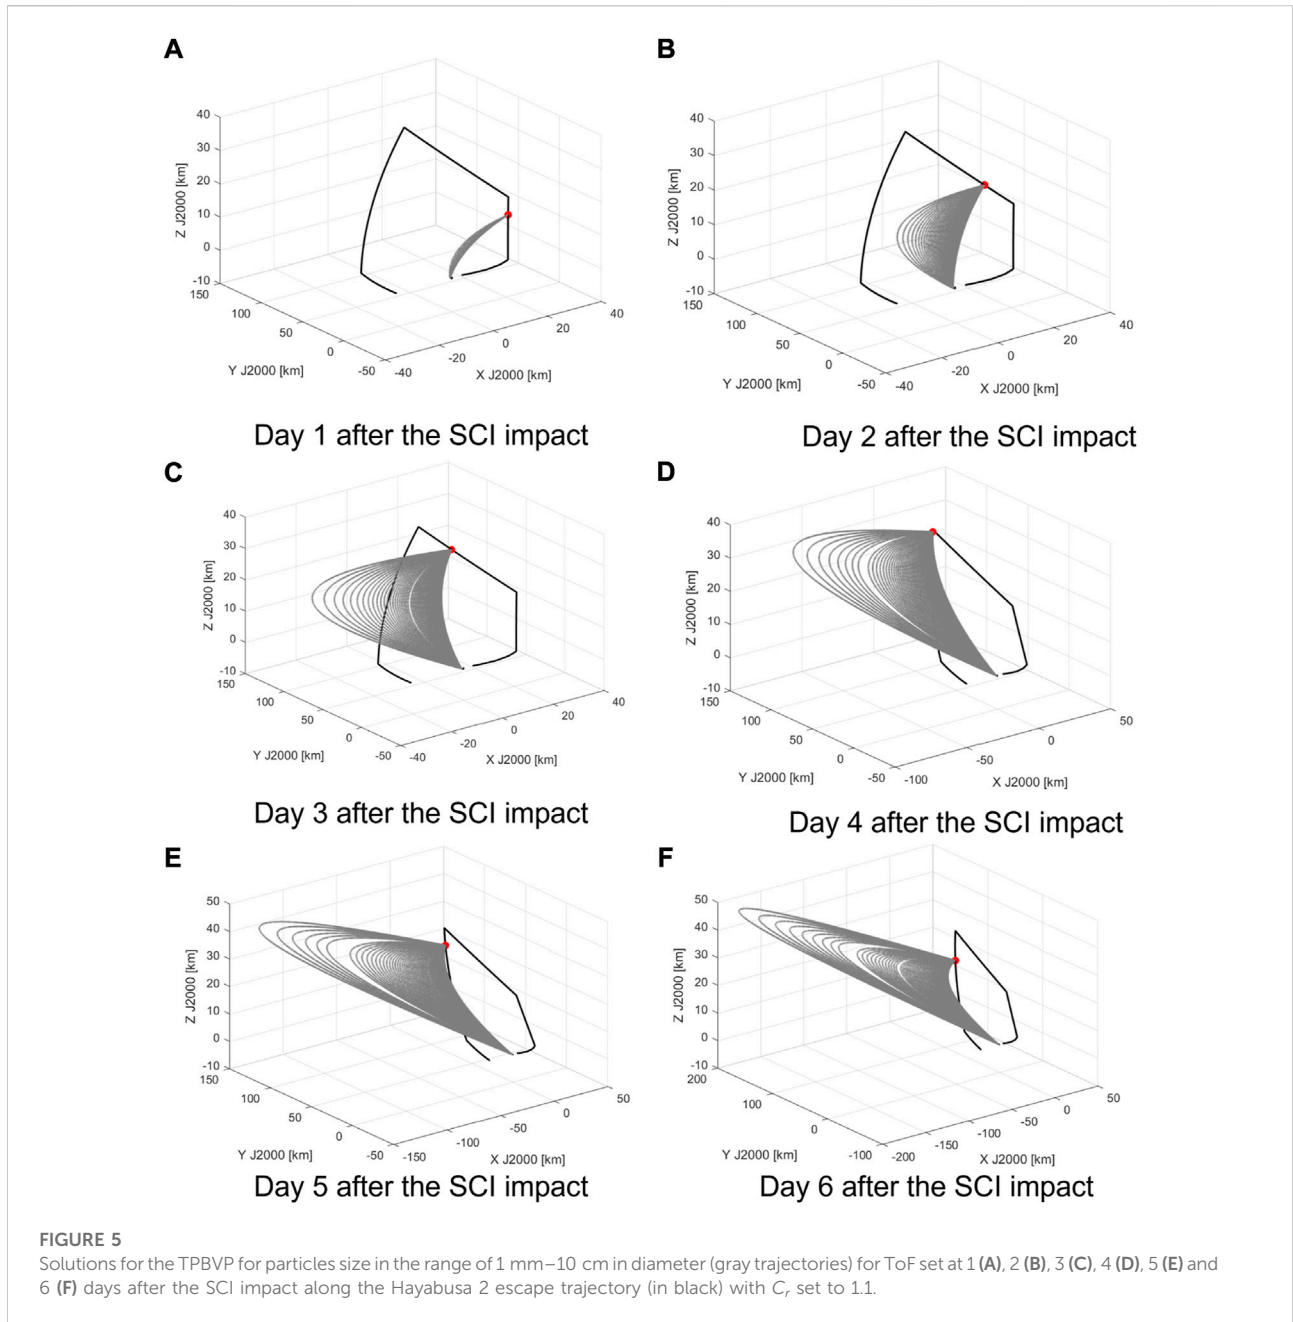 A
B
40
30
20
10
0
-10
Z J2000 [km]
150
100
50
0
-50
Y J2000 [km]
-40
-20
0
20
40
X J2000 [km]
40
30
20
10
0
-10
Z J2000 [km]
150
100
50
0
-50
Y J2000 [km]
-40
-20
0
20
40
X J2000 [km]
Day 1 after the SCI impact
Day 2 after the SCI impact
C
D
40
30
20
10
0
-10
Z J2000 [km]
150
100
50
0
-50
Y J2000 [km]
-40
-20
0
20
40
X J2000 [km]
40
30
20
10
0
-10
Z J2000 [km]
150
100
50
0
-50
Y J2000 [km]
-100
-50
0
50
X J2000 [km]
Day 3 after the SCI impact
Day 4 after the SCI impact
E
F
50
40
30
20
10
0
-10
Z J2000 [km]
150
100
50
0
-50
Y J2000 [km]
-150
-100
-50
0
50
X J2000 [km]
50
40
30
20
10
0
-10
Z J2000 [km]
200
100
0
-100
Y J2000 [km]
-200
-150
-100
-50
0
50
X J2000 [km]
Day 5 after the SCI impact
Day 6 after the SCI impact
FIGURE 5
Solutions for the TPBVP for particles size in the range of 1 mm–10 cm in diameter (gray trajectories) for ToF set at 1 (A), 2 (B), 3 (C), 4 (D), 5 (E) and
6 (F) days after the SCI impact along the Hayabusa 2 escape trajectory (in black) with Cr set to 1.1.